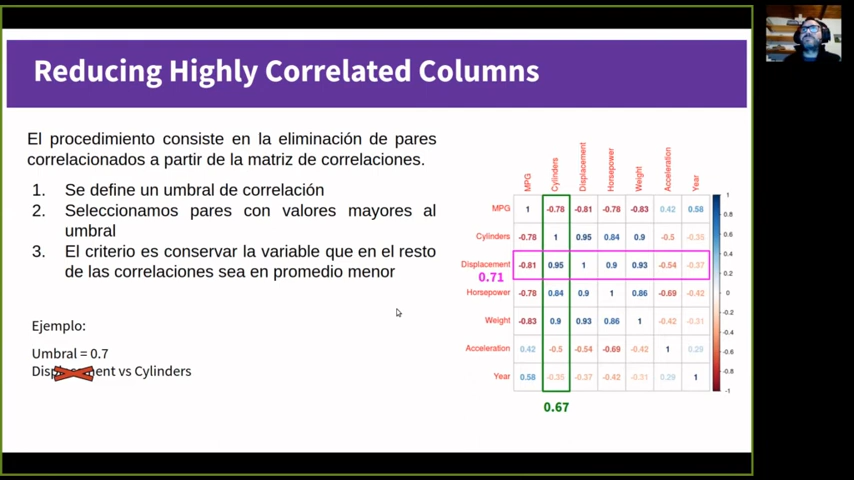 Reducing Highly Correlated Columns
El procedimiento consiste en la eliminación de pares
correlacionados a partir de la matriz de correlaciones.
1. Se define un umbral de correlación
2. Seleccionamos pares con valores mayores al
umbral
3. El criterio es conservar la variable que en el resto
de las correlaciones sea en promedio menor
Ejemplo:
Umbral = 0.7
vs Cylinders
MPG Cylinders Displacement Horsepower Weight Acceleration Year
MPG 1 -0.78 -0.81 -0.78 -0.83 0.42 0.58
Cylinders -0.78 1 0.95 0.84 0.9 -0.5 -0.35
Displacement -0.81 0.95 1 0.9 0.93 -0.54 -0.37
0.71
Horsepower -0.78 0.84 0.9 1 0.86 -0.69 -0.42
Weight -0.83 0.9 0.93 0.86 1 -0.42 -0.31
Acceleration 0.42 -0.5 -0.54 -0.69 -0.42 1 0.29
Year 0.58 -0.35 -0.37 -0.42 -0.31 0.29 1
0.67
1
0.8
0.6
0.4
0.2
0
-0.2
-0.4
-0.6
-0.8
-1